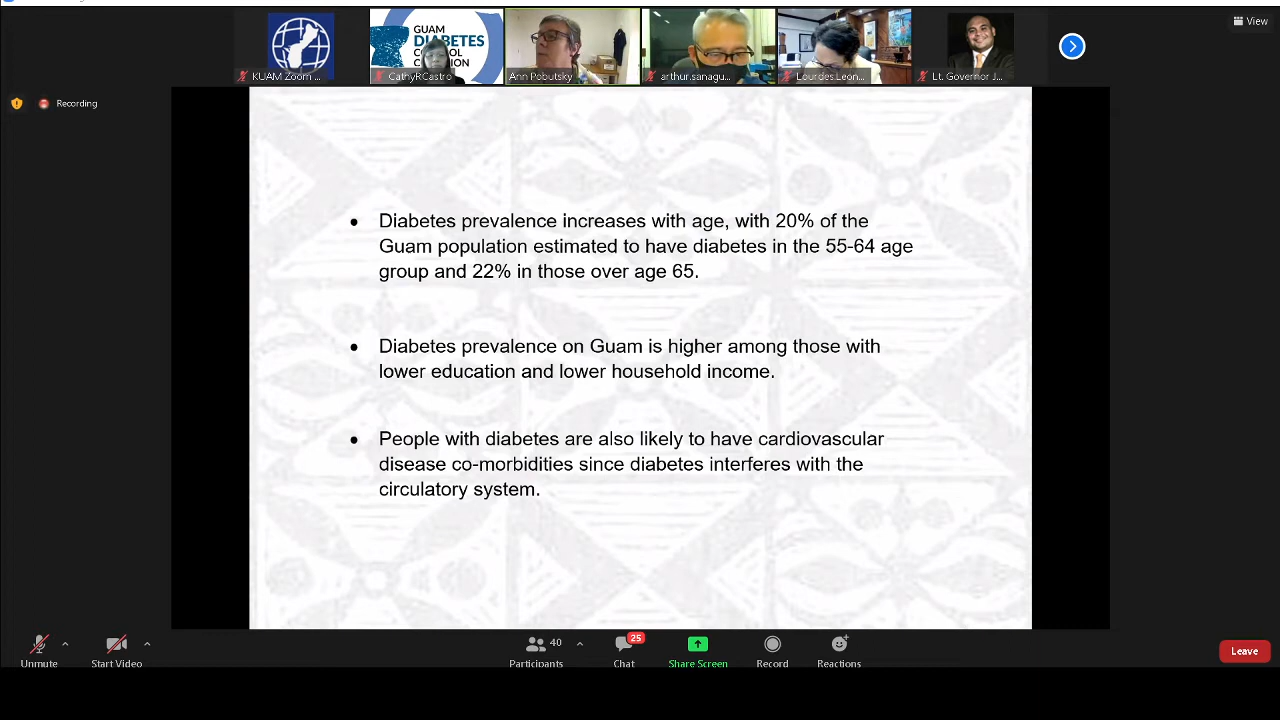 View
GUAM
DIABETES
KUAM Zoom ...
CathyRCastro
Ann Pobutsky
arthur.sanagu...
Lourdes Leon...
Lt. Governor J...
Recording
• Diabetes prevalence increases with age, with 20% of the
Guam population estimated to have diabetes in the 55-64 age
group and 22% in those over age 65.
• Diabetes prevalence on Guam is higher among those with
lower education and lower household income.
• People with diabetes are also likely to have cardiovascular
disease co-morbidities since diabetes interferes with the
circulatory system.
40
25
Unmute
Start Video
Participants
Chat
Share Screen
Record
Reactions
Leave